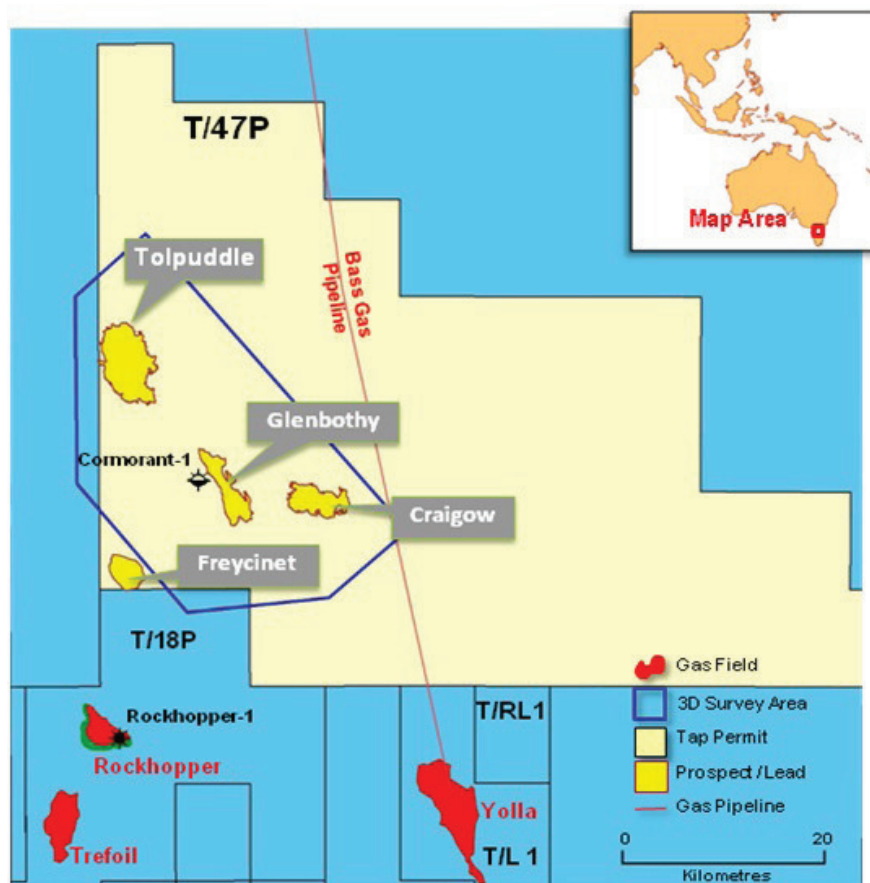 Map Area
T/47P
Tolpuddle
Bass Gas
Pipeline
Glenbothy
Cormorant-1
Craigow
Freycinet
T/18P
Gas Field
3D Survey Area
Tap Permit
Prospect/Lead
Gas Pipeline
0 20
Kilometres
T/RL1
Rockhopper-1
Rockhopper
Yolla
Trefoil
T/L 1